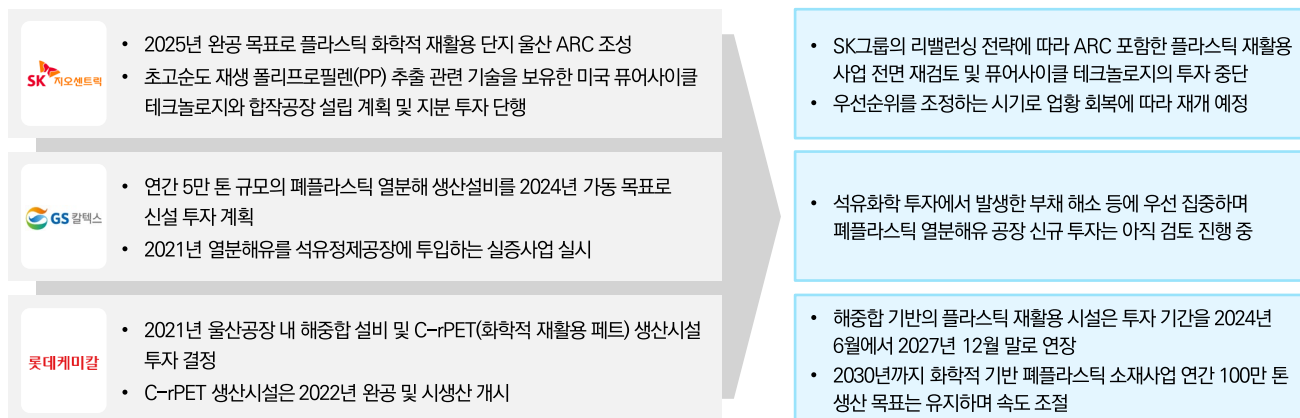 SK 지오센트릭
• 2025년 완공 목표로 플라스틱 화학적 재활용 단지 울산 ARC 조성
• 초고순도 재생 폴리프로필렌(PP) 추출 관련 기술을 보유한 미국 퓨어사이클
테크놀로지와 합작공장 설립 계획 및 지분 투자 단행
• SK그룹의 리밸런싱 전략에 따라 ARC 포함한 플라스틱 재활용
사업 전면 재검토 및 퓨어사이클 테크놀로지의 투자 중단
• 우선순위를 조정하는 시기로 업황 회복에 따라 재개 예정
GS 칼텍스
• 연간 5만 톤 규모의 폐플라스틱 열분해 생산설비를 2024년 가동 목표로
신설 투자 계획
• 2021년 열분해유를 석유정제공장에 투입하는 실증사업 실시
• 석유화학 투자에서 발생한 부채 해소 등에 우선 집중하며
폐플라스틱 열분해유 공장 신규 투자는 아직 검토 진행 중
롯데케미칼
• 2021년 울산공장 내 해중합 설비 및 C-rPET(화학적 재활용 페트) 생산시설
투자 결정
• C-rPET 생산시설은 2022년 완공 및 시생산 개시
• 해중합 기반의 플라스틱 재활용 시설은 투자 기간을 2024년
6월에서 2027년 12월 말로 연장
• 2030년까지 화학적 기반 폐플라스틱 소재사업 연간 100만 톤
생산 목표는 유지하며 속도 조절